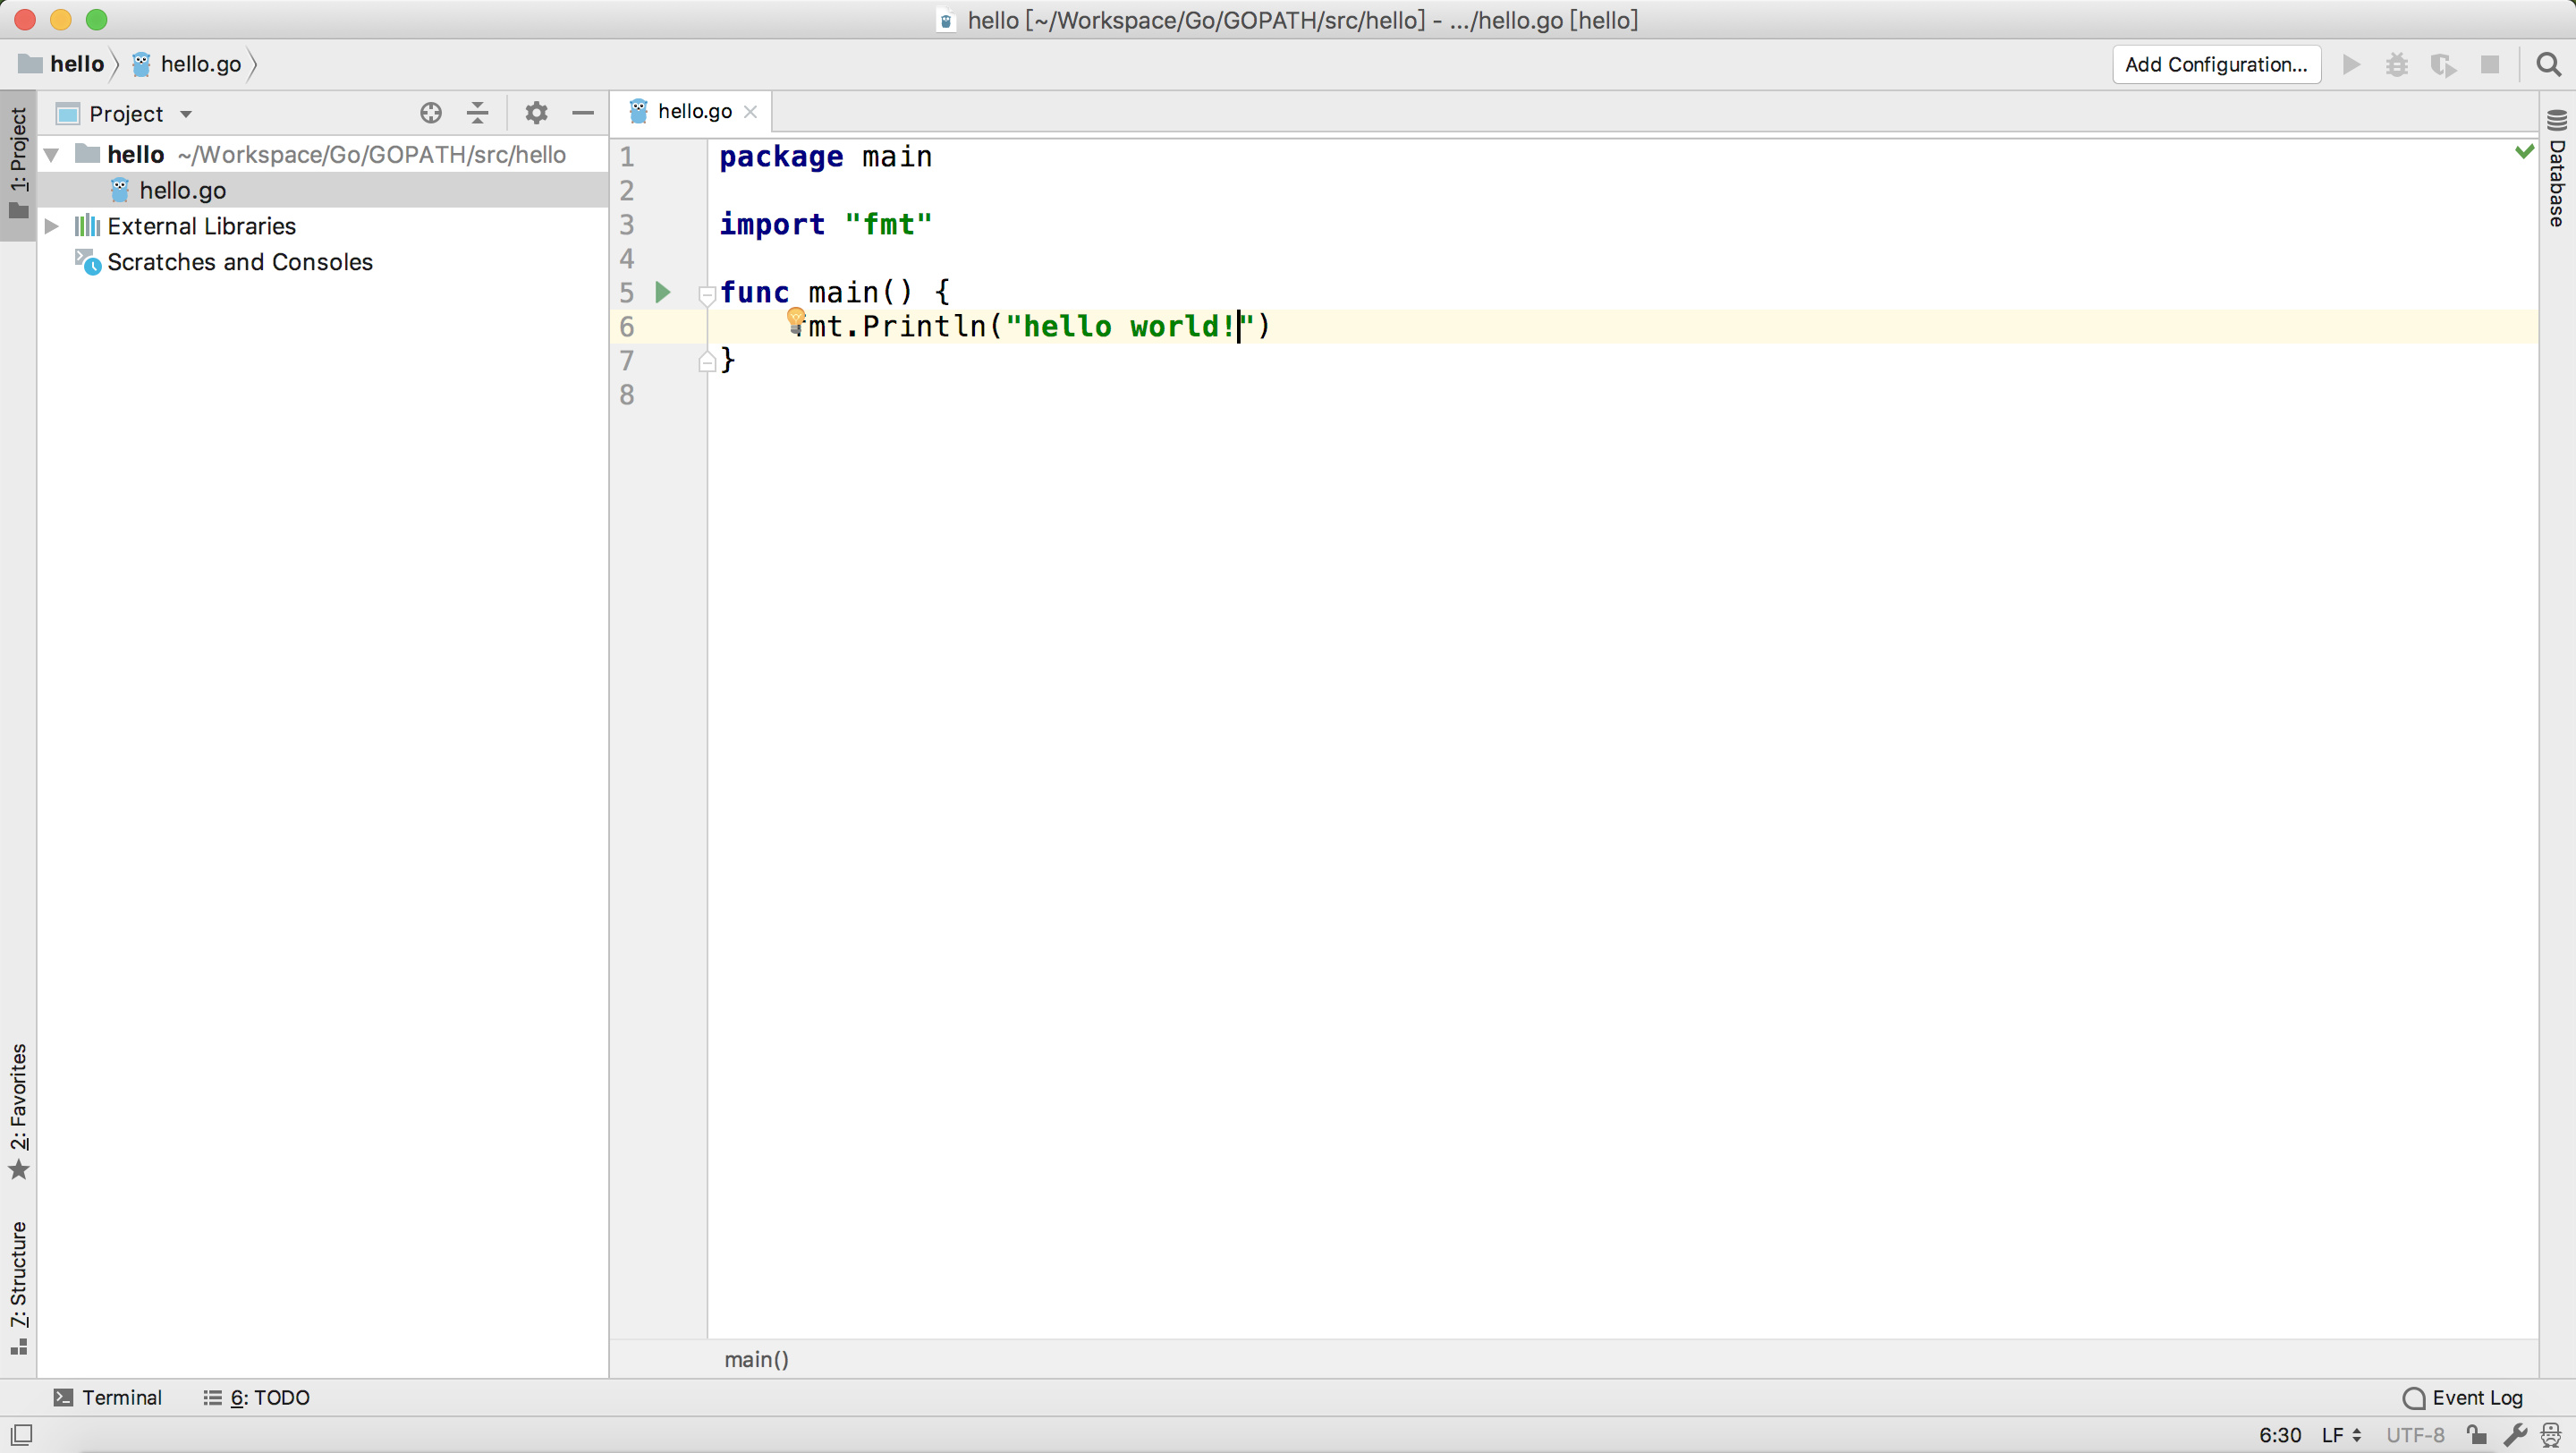 hello [~/Workspace/Go/GOPATH/src/hello] - .../hello.go [hello]
hello hello.go
Add Configuration...
1: Project
Project
hello ~/Workspace/Go/GOPATH/src/hello
hello.go
External Libraries
Scratches and Consoles
2: Favorites
7: Structure
hello.go
1 package main
2
3 import "fmt"
4
5 func main() {
6 fmt.Println("hello world!")
7 }
8
main()
Database
Terminal 6: TODO
Event Log
6:30 LF UTF-8